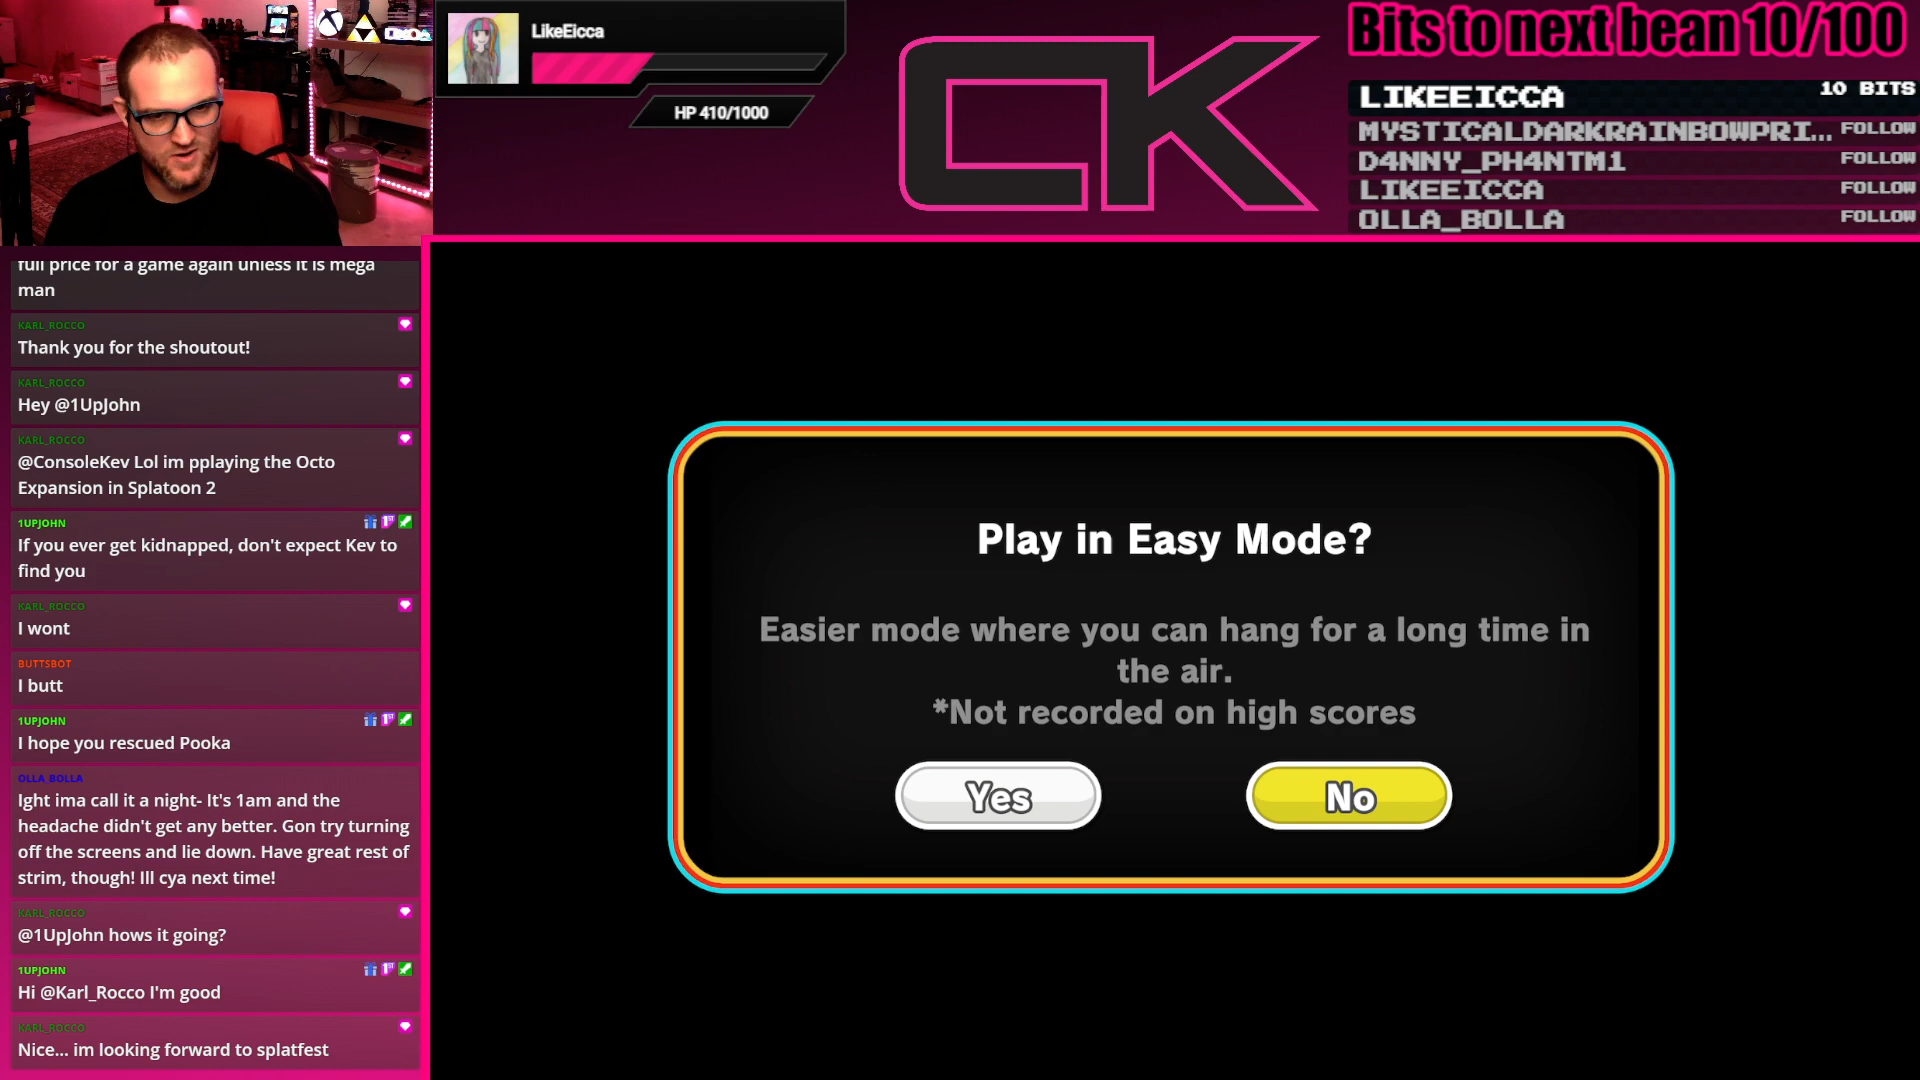 LikeEicca
HP 410/1000
CK
Bits to next bean 10/100
LIKEEICCA 10 BITS
MYSTICALDARKRAINBOWPRI... FOLLOW
D4NNY_PH4NTM1 FOLLOW
LIKEEICCA FOLLOW
OLLA_BOLLA FOLLOW
full price for a game again unless it is mega
man
KARL_ROCCO
Thank you for the shoutout!
KARL_ROCCO
Hey @1UpJohn
KARL_ROCCO
@ConsoleKev Lol im pplaying the Octo
Expansion in Splatoon 2
1UPJOHN
If you ever get kidnapped, don't expect Kev to
find you
KARL_ROCCO
I wont
BUTTSBOT
I butt
1UPJOHN
I hope you rescued Pooka
OLLA_BOLLA
Ight ima call it a night- It's 1am and the
headache didn't get any better. Gon try turning
off the screens and lie down. Have great rest of
strim, though! Ill cya next time!
KARL_ROCCO
@1UpJohn hows it going?
1UPJOHN
Hi @Karl_Rocco I'm good
KARL_ROCCO
Nice... im looking forward to splatfest
Play in Easy Mode?
Easier mode where you can hang for a long time in
the air.
*Not recorded on high scores
Yes
No